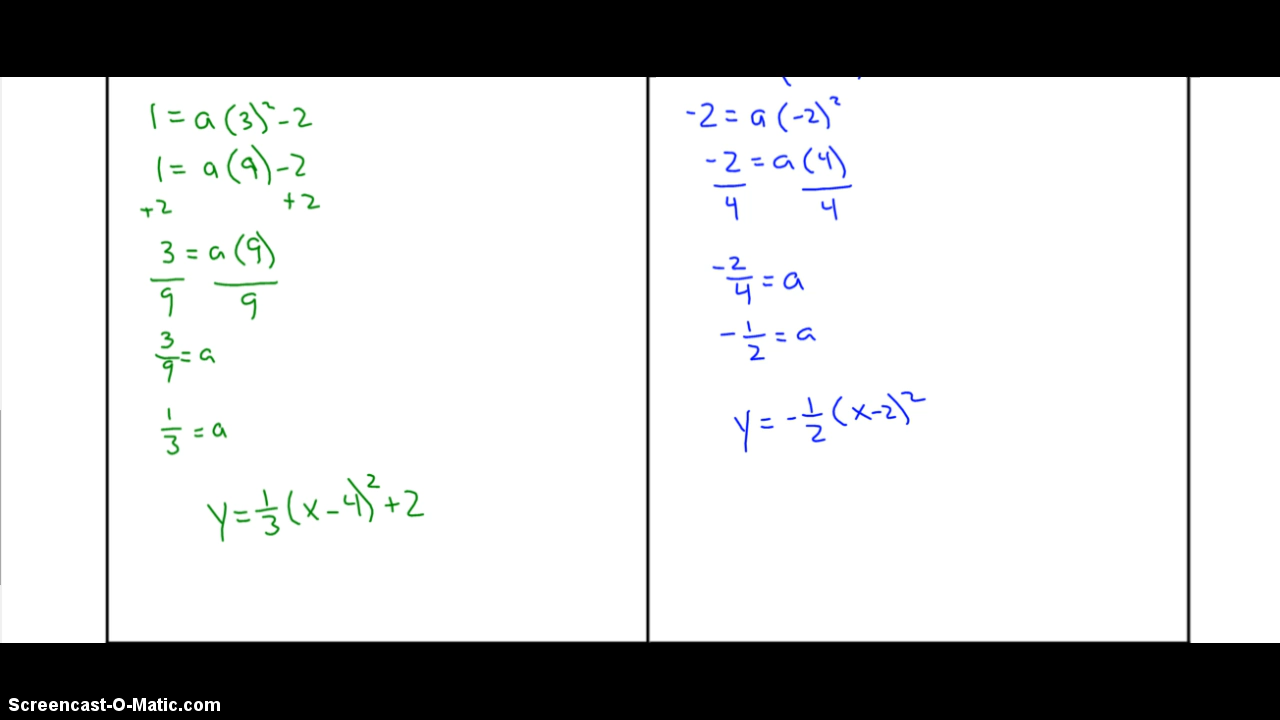 1 = a(3)² - 2
1 = a(9) - 2
+2 +2
3 = a(9)
9 9
3/9 = a
1/3 = a
y = 1/3(x - 4)² + 2
-2 = a(-2)²
-2 = a(4)
4 4
-2/4 = a
-1/2 = a
y = -1/2(x-2)²
Screencast-O-Matic.com